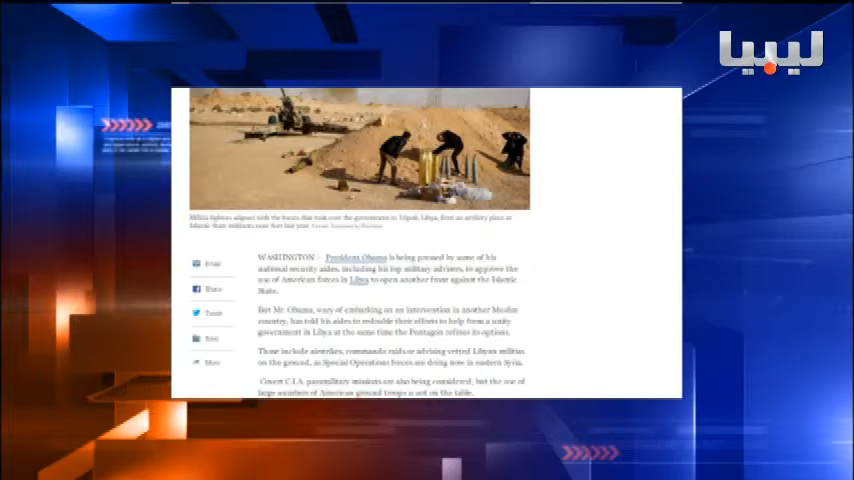 ليبيا
Militia fighters aligned with the forces that took over the government in Tripoli, Libya, fired an artillery piece at
Islamic State militants near Sirt last year.
Email
Share
Tweet
Save
More
WASHINGTON — President Obama is being pressed by some of his
national security aides, including his top military advisers, to approve the
use of American forces in Libya to open another front against the Islamic
State.
But Mr. Obama, wary of embarking on an intervention in another Muslim
country, has told his aides to redouble their efforts to help form a unity
government in Libya at the same time the Pentagon refines its options.
Those include airstrikes, commando raids or advising vetted Libyan militias
on the ground, as Special Operations forces are doing now in eastern Syria.
Covert C.I.A. paramilitary missions are also being considered, but the use of
large numbers of American ground troops is not on the table.